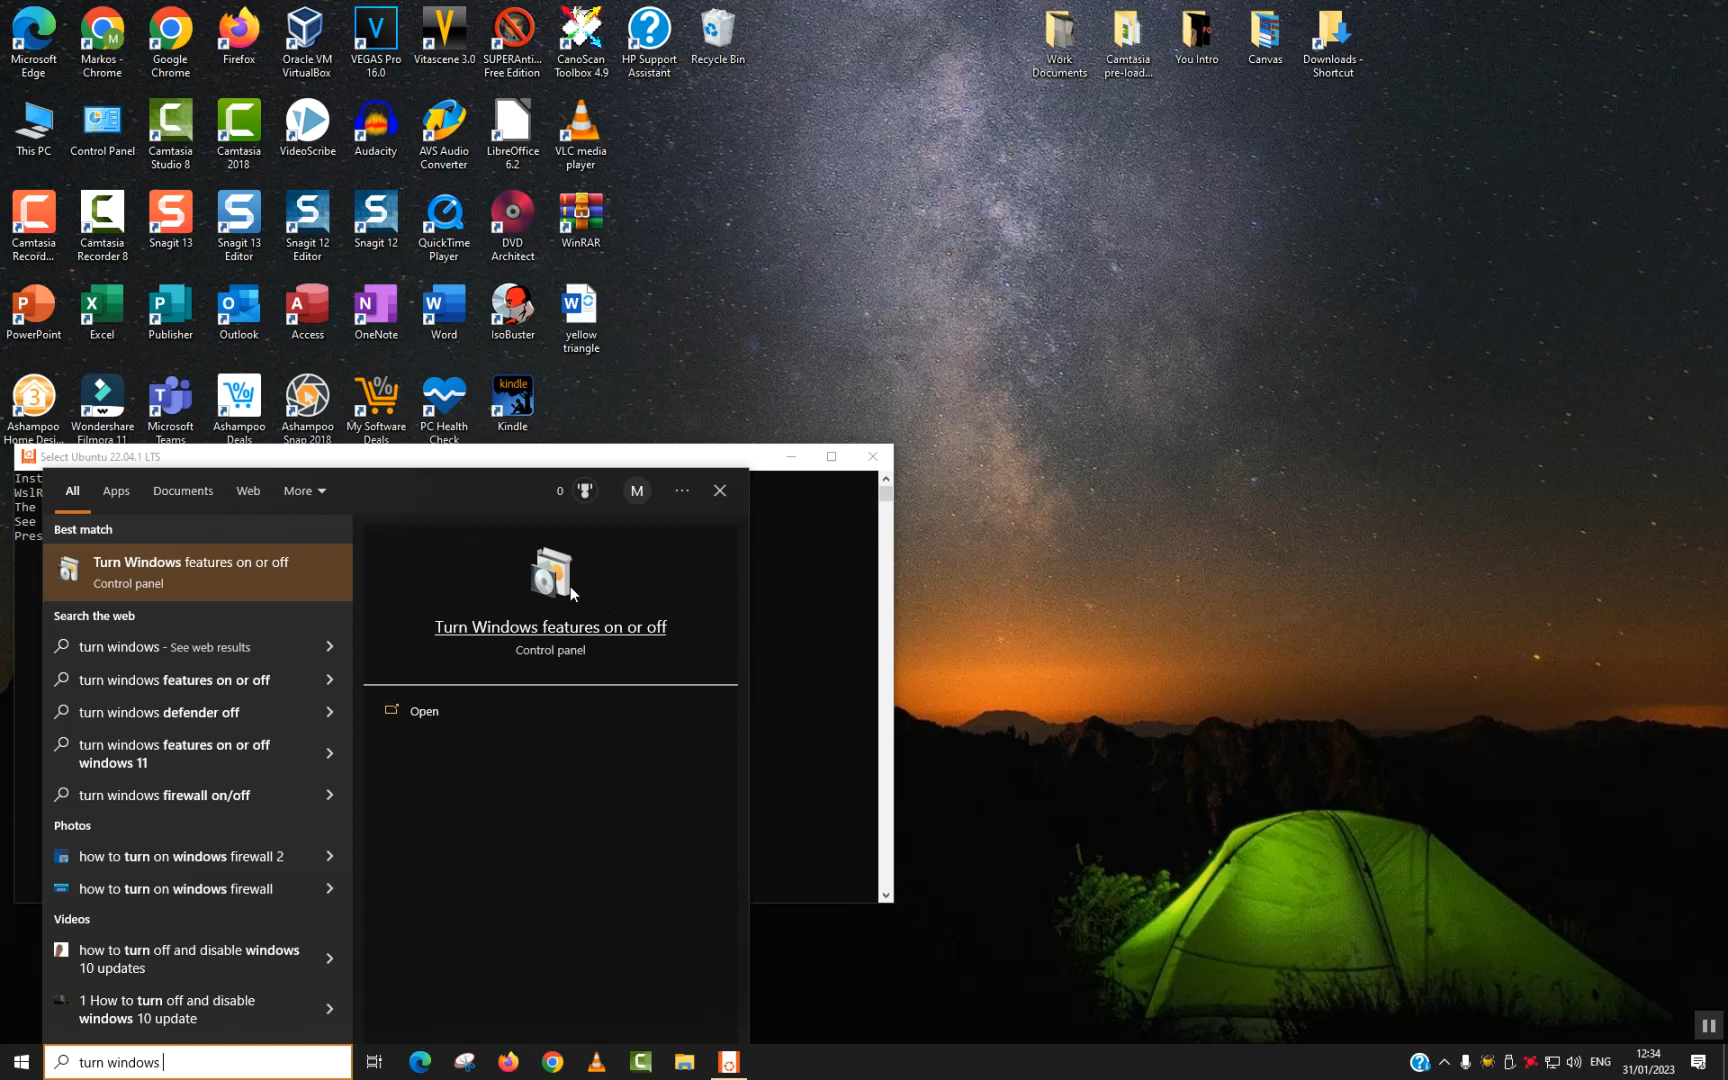 Microsoft Edge
Markos - Chrome
Google Chrome
Firefox
Oracle VM VirtualBox
VEGAS Pro 16.0
Vitascene 3.0
SUPERAnti... Free Edition
CanoScan Toolbox 4.9
HP Support Assistant
Recycle Bin
Work Documents
Camtasia pre-load...
You Intro
Canvas
Downloads - Shortcut
This PC
Control Panel
Camtasia Studio 8
Camtasia 2018
VideoScribe
Audacity
AVS Audio Converter
LibreOffice 6.2
VLC media player
Camtasia Record...
Camtasia Recorder 8
Snagit 13
Snagit 13 Editor
Snagit 12 Editor
Snagit 12
QuickTime Player
DVD Architect
WinRAR
PowerPoint
Excel
Publisher
Outlook
Access
OneNote
Word
IsoBuster
yellow triangle
kindle
Ashampoo Home Desi...
Wondershare Filmora 11
Microsoft Teams
Ashampoo Deals
Ashampoo Snap 2018
My Software Deals
PC Health Check
Kindle
Select Ubuntu 22.04.1 LTS
Inst
WslR
The
See
Pres
All Apps Documents Web More
0 M ...
Best match
Turn Windows features on or off
Control panel
Search the web
turn windows - See web results
turn windows features on or off
turn windows defender off
turn windows features on or off
windows 11
turn windows firewall on/off
Photos
how to turn on windows firewall 2
how to turn on windows firewall
Videos
how to turn off and disable windows
10 updates
1 How to turn off and disable
windows 10 update
Turn Windows features on or off
Control panel
Open
turn windows
ENG
12:34
31/01/2023